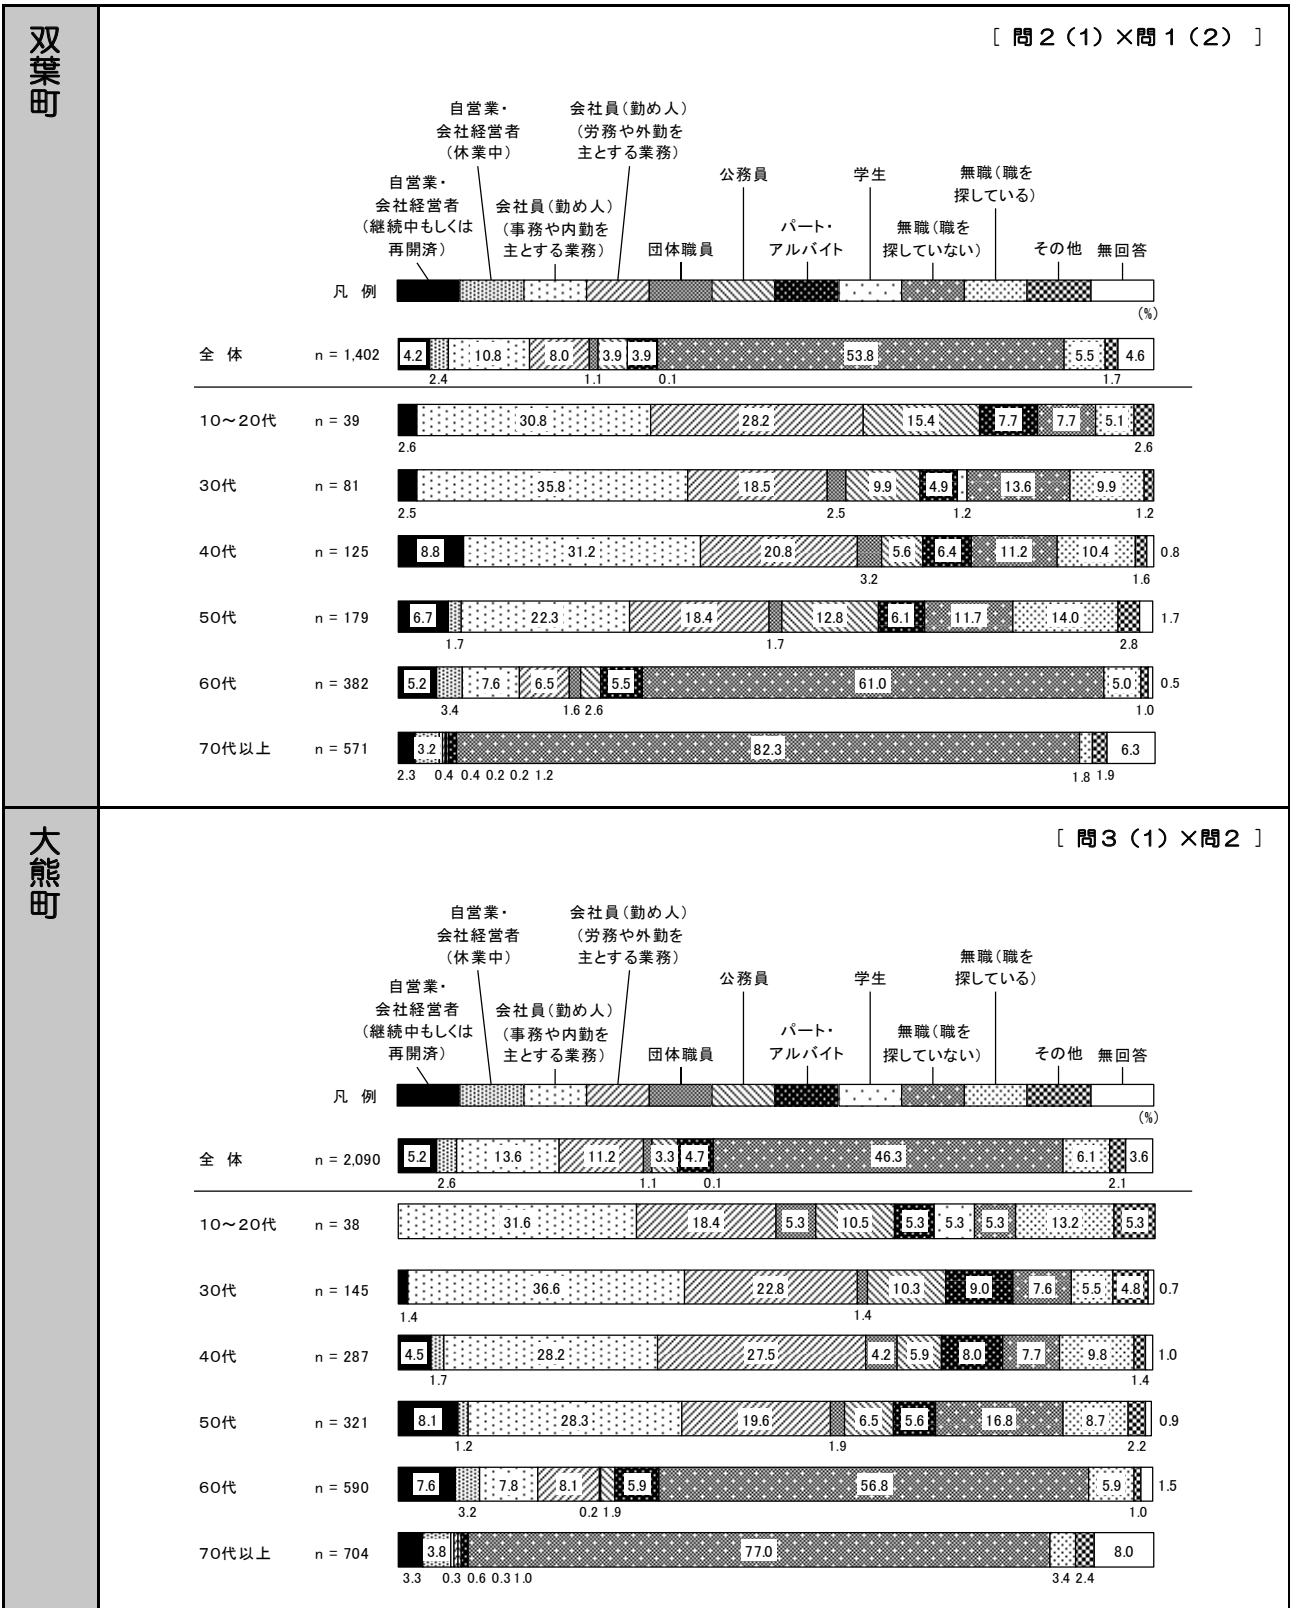 双葉町
［ 問２（１）×問１（２） ］
自営業・
会社経営者
（継続中もしくは
再開済）
自営業・
会社経営者
（休業中）
会社員（勤め人）
（事務や内勤を
主とする業務）
会社員（勤め人）
（労務や外勤を
主とする業務）
団体職員
公務員
パート・
アルバイト
学生
無職（職を
探していない）
無職（職を
探している）
その他
無回答
凡 例
(%)
全 体 n = 1,402 4.2 10.8 8.0 3.9 3.9 53.8 5.5 4.6
2.4 1.1 0.1 1.7
10～20代 n = 39 30.8 28.2 15.4 7.7 7.7 5.1
2.6 2.6
30代 n = 81 35.8 18.5 9.9 4.9 13.6 9.9
2.5 2.5 1.2 1.2
40代 n = 125 8.8 31.2 20.8 5.6 6.4 11.2 10.4 0.8
3.2 1.6
50代 n = 179 6.7 22.3 18.4 12.8 6.1 11.7 14.0 1.7
1.7 1.7 2.8
60代 n = 382 5.2 7.6 6.5 5.5 61.0 5.0 0.5
3.4 1.6 2.6 1.0
70代以上 n = 571 3.2 82.3 6.3
2.3 0.4 0.4 0.2 0.2 1.2 1.8 1.9
大熊町
［ 問３（１）×問２ ］
自営業・
会社経営者
（継続中もしくは
再開済）
自営業・
会社経営者
（休業中）
会社員（勤め人）
（事務や内勤を
主とする業務）
会社員（勤め人）
（労務や外勤を
主とする業務）
団体職員
公務員
パート・
アルバイト
学生
無職（職を
探していない）
無職（職を
探している）
その他
無回答
凡 例
(%)
全 体 n = 2,090 5.2 13.6 11.2 3.3 4.7 46.3 6.1 3.6
2.6 1.1 0.1 2.1
10～20代 n = 38 31.6 18.4 5.3 10.5 5.3 5.3 5.3 13.2 5.3
30代 n = 145 36.6 22.8 10.3 9.0 7.6 5.5 4.8 0.7
1.4 1.4
40代 n = 287 4.5 28.2 27.5 4.2 5.9 8.0 7.7 9.8 1.0
1.7 1.4
50代 n = 321 8.1 28.3 19.6 6.5 5.6 16.8 8.7 0.9
1.2 1.9 2.2
60代 n = 590 7.6 7.8 8.1 5.9 56.8 5.9 1.5
3.2 0.2 1.9 1.0
70代以上 n = 704 3.8 77.0 8.0
3.3 0.3 0.6 0.3 1.0 3.4 2.4